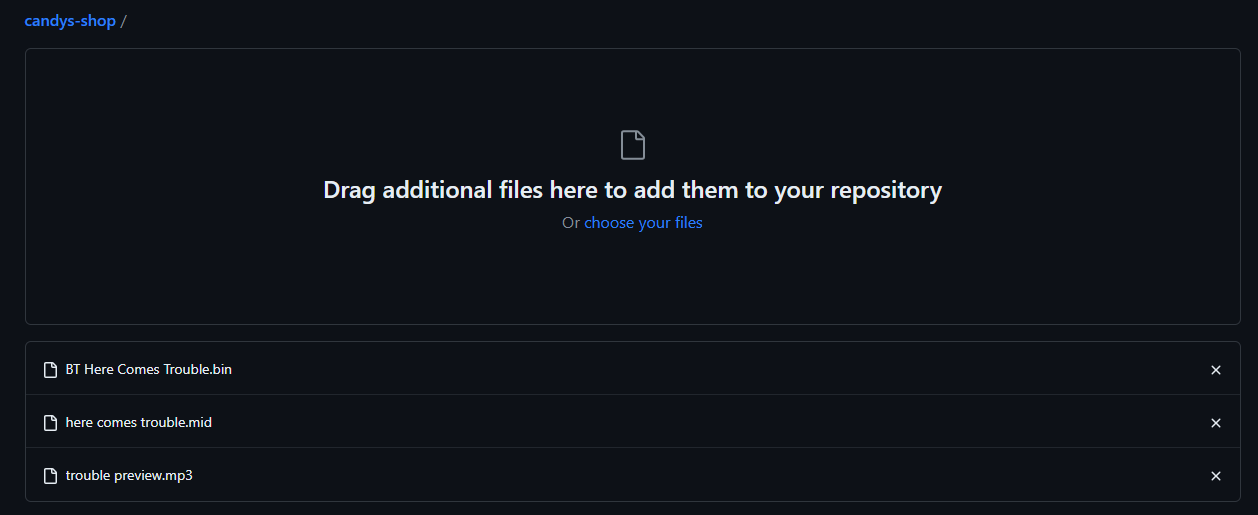 candys-shop /
Drag additional files here to add them to your repository
Or choose your files
BT Here Comes Trouble.bin
here comes trouble.mid
trouble preview.mp3